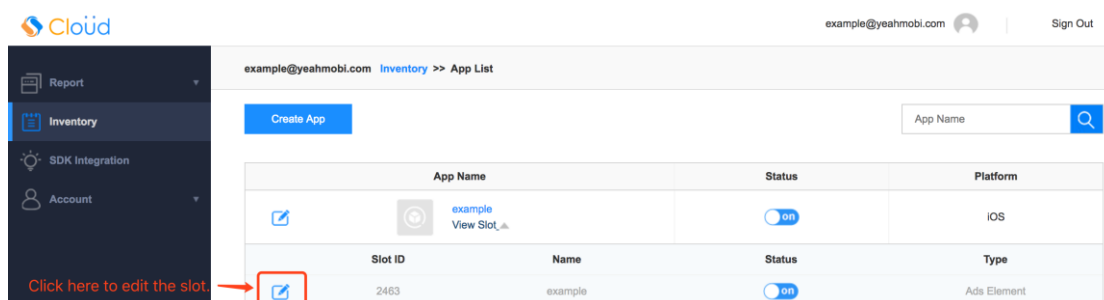 Cloüd
example@yeahmobi.com
Sign Out
Report
Inventory
SDK Integration
Account
example@yeahmobi.com Inventory >> App List
Create App
App Name
App Name Status Platform
example
View Slot
on
iOS
Slot ID Name Status Type
Click here to edit the slot.
2463 example on Ads Element